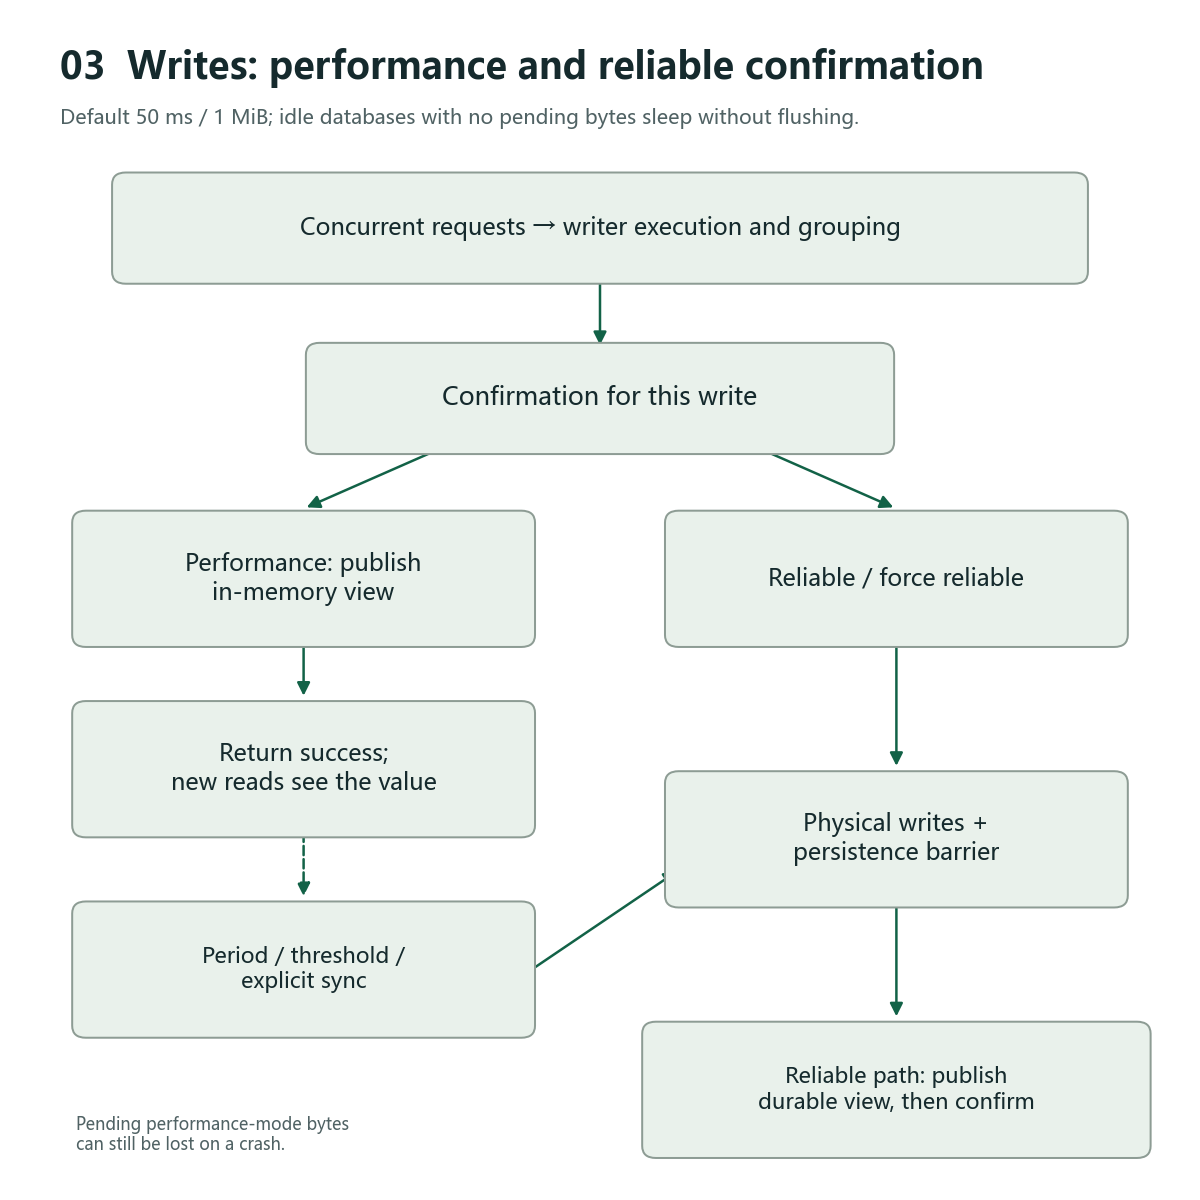 03 Writes: performance and reliable confirmation
Default 50 ms / 1 MiB; idle databases with no pending bytes sleep without flushing.
Concurrent requests → writer execution and grouping
Confirmation for this write
Performance: publish
in-memory view
Reliable / force reliable
Return success;
new reads see the value
Physical writes +
persistence barrier
Period / threshold /
explicit sync
Reliable path: publish
durable view, then confirm
Pending performance-mode bytes
can still be lost on a crash.